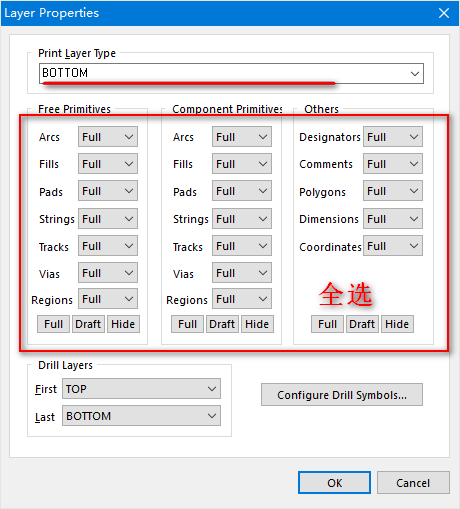 Layer Properties
Print Layer Type
BOTTOM
Free Primitives
Arcs Full
Fills Full
Pads Full
Strings Full
Tracks Full
Vias Full
Regions Full
Full Draft Hide
Component Primitives
Arcs Full
Fills Full
Pads Full
Strings Full
Tracks Full
Vias Full
Regions Full
Full Draft Hide
Others
Designators Full
Comments Full
Polygons Full
Dimensions Full
Coordinates Full
全选
Full Draft Hide
Drill Layers
First TOP
Last BOTTOM
Configure Drill Symbols...
OK Cancel